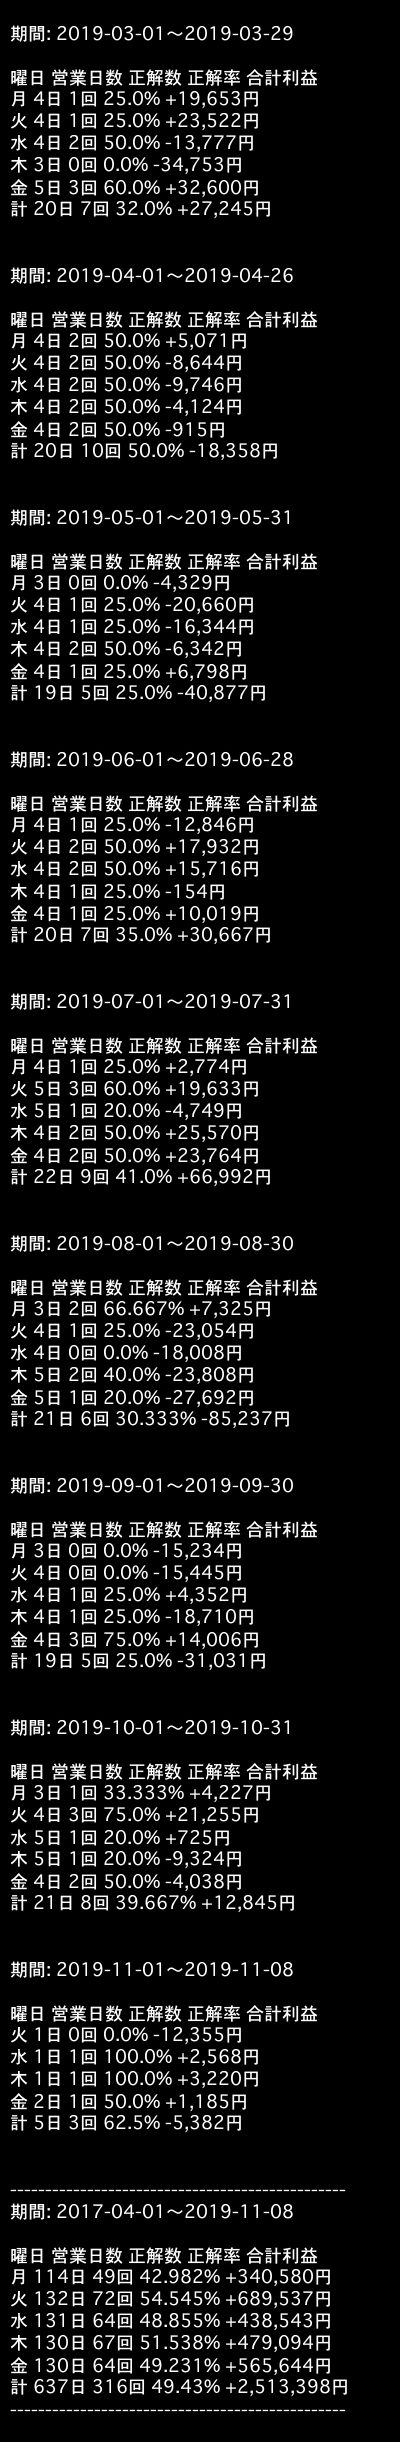 期間: 2019-03-01～2019-03-29
曜日 営業日数 正解数 正解率 合計利益
月 4日 1回 25.0% +19,653円
火 4日 1回 25.0% +23,522円
水 4日 2回 50.0% -13,777円
木 3日 0回 0.0% -34,753円
金 5日 3回 60.0% +32,600円
計 20日 7回 32.0% +27,245円
期間: 2019-04-01～2019-04-26
曜日 営業日数 正解数 正解率 合計利益
月 4日 2回 50.0% +5,071円
火 4日 2回 50.0% -8,644円
水 4日 2回 50.0% -9,746円
木 4日 2回 50.0% -4,124円
金 4日 2回 50.0% -915円
計 20日 10回 50.0% -18,358円
期間: 2019-05-01～2019-05-31
曜日 営業日数 正解数 正解率 合計利益
月 3日 0回 0.0% -4,329円
火 4日 1回 25.0% -20,660円
水 4日 1回 25.0% -16,344円
木 4日 2回 50.0% -6,342円
金 4日 1回 25.0% +6,798円
計 19日 5回 25.0% -40,877円
期間: 2019-06-01～2019-06-28
曜日 営業日数 正解数 正解率 合計利益
月 4日 1回 25.0% -12,846円
火 4日 2回 50.0% +17,932円
水 4日 2回 50.0% +15,716円
木 4日 1回 25.0% -154円
金 4日 1回 25.0% +10,019円
計 20日 7回 35.0% +30,667円
期間: 2019-07-01～2019-07-31
曜日 営業日数 正解数 正解率 合計利益
月 4日 1回 25.0% +2,774円
火 5日 3回 60.0% +19,633円
水 5日 1回 20.0% -4,749円
木 4日 2回 50.0% +25,570円
金 4日 2回 50.0% +23,764円
計 22日 9回 41.0% +66,992円
期間: 2019-08-01～2019-08-30
曜日 営業日数 正解数 正解率 合計利益
月 3日 2回 66.667% +7,325円
火 4日 1回 25.0% -23,054円
水 4日 0回 0.0% -18,008円
木 5日 2回 40.0% -23,808円
金 5日 1回 20.0% -27,692円
計 21日 6回 30.333% -85,237円
期間: 2019-09-01～2019-09-30
曜日 営業日数 正解数 正解率 合計利益
月 3日 0回 0.0% -15,234円
火 4日 0回 0.0% -15,445円
水 4日 1回 25.0% +4,352円
木 4日 1回 25.0% -18,710円
金 4日 3回 75.0% +14,006円
計 19日 5回 25.0% -31,031円
期間: 2019-10-01～2019-10-31
曜日 営業日数 正解数 正解率 合計利益
月 3日 1回 33.333% +4,227円
火 4日 3回 75.0% +21,255円
水 5日 1回 20.0% +725円
木 5日 1回 20.0% -9,324円
金 4日 2回 50.0% -4,038円
計 21日 8回 39.667% +12,845円
期間: 2019-11-01～2019-11-08
曜日 営業日数 正解数 正解率 合計利益
火 1日 0回 0.0% -12,355円
水 1日 1回 100.0% +2,568円
木 1日 1回 100.0% +3,220円
金 2日 1回 50.0% +1,185円
計 5日 3回 62.5% -5,382円
------------------------------------------------
期間: 2017-04-01～2019-11-08
曜日 営業日数 正解数 正解率 合計利益
月 114日 49回 42.982% +340,580円
火 132日 72回 54.545% +689,537円
水 131日 64回 48.855% +438,543円
木 130日 67回 51.538% +479,094円
金 130日 64回 49.231% +565,644円
計 637日 316回 49.43% +2,513,398円
------------------------------------------------